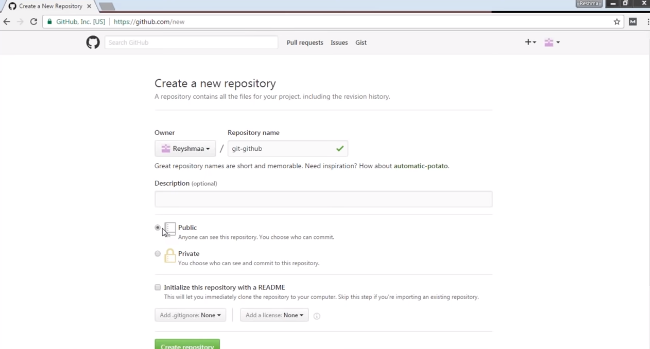 Create a New Repository
GitHub, Inc. [US] | https://github.com/new
Search GitHub
Pull requests Issues Gist
Create a new repository
A repository contains all the files for your project, including the revision history.
Owner Repository name
Reyshmaa / git-github
Great repository names are short and memorable. Need inspiration? How about automatic-potato.
Description (optional)
Public
Anyone can see this repository. You choose who can commit.
Private
You choose who can see and commit to this repository.
Initialize this repository with a README
This will let you immediately clone the repository to your computer. Skip this step if you're importing an existing repository.
Add .gitignore: None Add a license: None
Create repository